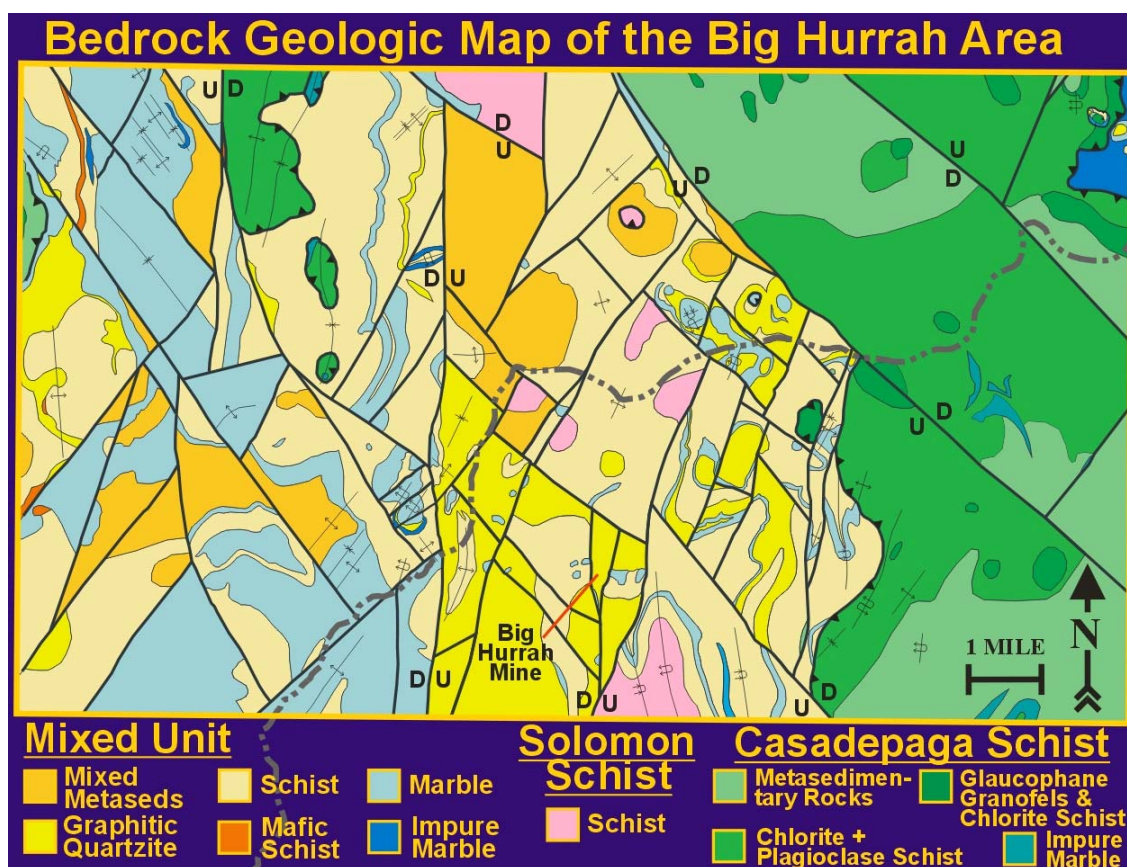 Bedrock Geologic Map of the Big Hurrah Area
U D
D
U
U D
U
D
D U
U D
Big
Hurrah
Mine
1 MILE
N
D U
D U
U D
Mixed Unit
Mixed
Metaseds
Schist
Marble
Graphitic
Quartzite
Mafic
Schist
Impure
Marble
Solomon
Schist
Schist
Casadepaga Schist
Metasedimen-
tary Rocks
Glaucophane
Granofels &
Chlorite Schist
Chlorite +
Plagioclase Schist
Impure
Marble